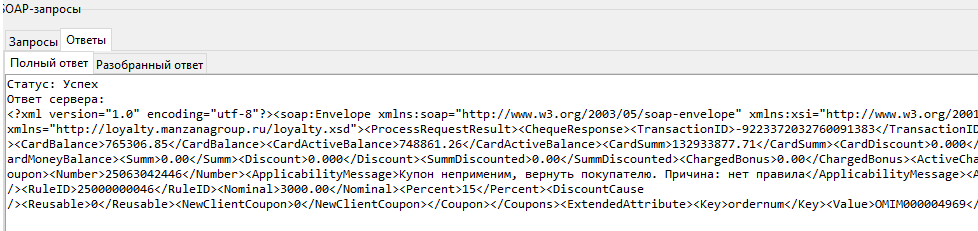 SOAP-запросы
Запросы Ответы
Полный ответ Разобранный ответ
Статус: Успех
Ответ сервера:
<?xml version="1.0" encoding="utf-8"?><soap:Envelope xmlns:soap="http://www.w3.org/2003/05/soap-envelope" xmlns:xsi="http://www.w3.org/2001
xmlns="http://loyalty.manzanagroup.ru/loyalty.xsd"><ProcessRequestResult><ChequeResponse><TransactionID>-9223372032760091383</TransactionID
><CardBalance>765306.85</CardBalance><CardActiveBalance>748861.26</CardActiveBalance><CardSumm>132933877.71</CardSumm><CardDiscount>0.000</
ardMoneyBalance><Summ>0.00</Summ><Discount>0.000</Discount><SummDiscounted>0.00</SummDiscounted><ChargedBonus>0.00</ChargedBonus><ActiveCha
oupon><Number>25063042446</Number><ApplicabilityMessage>Купон неприменим, вернуть покупателю. Причина: нет правила</ApplicabilityMessage><A
/><RuleID>25000000046</RuleID><Nominal>3000.00</Nominal><Percent>15</Percent><DiscountCause
/><Reusable>0</Reusable><NewClientCoupon>0</NewClientCoupon></Coupon></Coupons><ExtendedAttribute><Key>ordernum</Key><Value>OMIM000004969</